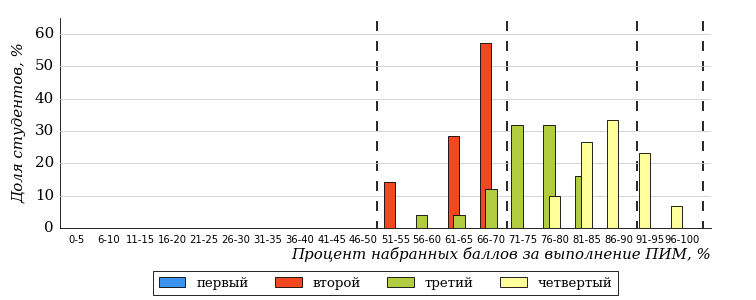 Доля студентов, %
60
50
40
30
20
10
0
0-5 6-10 11-15 16-20 21-25 26-30 31-35 36-40 41-45 46-50 51-55 56-60 61-65 66-70 71-75 76-80 81-85 86-90 91-95 96-100
Процент набранных баллов за выполнение ПИМ, %
первый второй третий четвертый